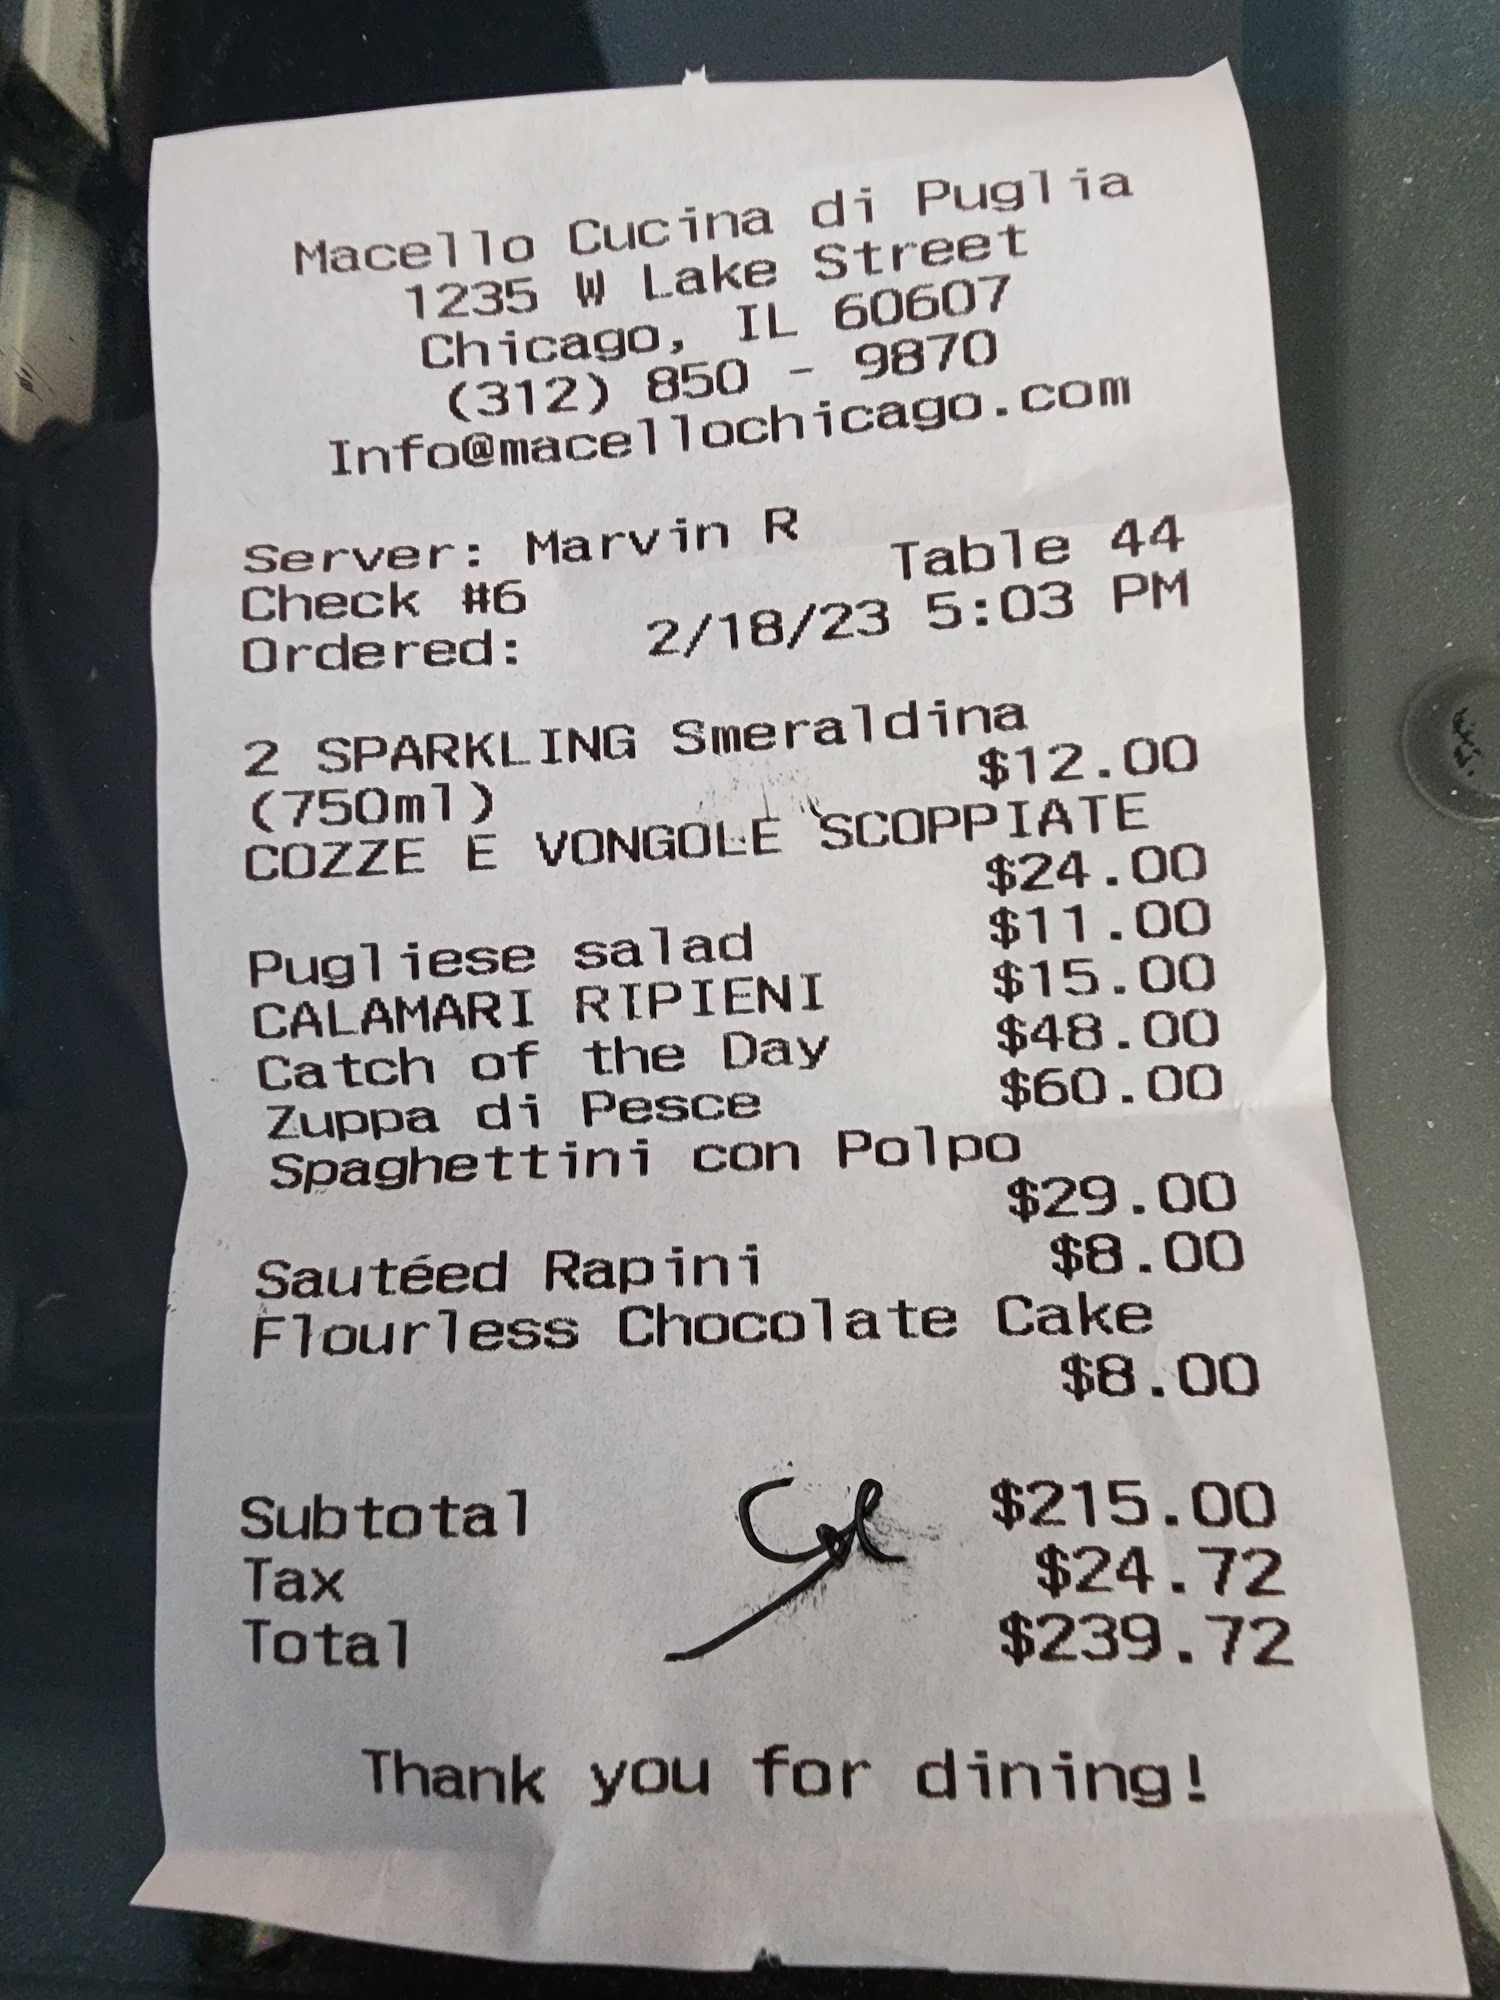 Macello Cucina di Puglia
1235 W Lake Street
Chicago, IL 60607
(312) 850 - 9870
Info@macellochicago.com
Server: Marvin R
Check #6 Table 44
Ordered: 2/18/23 5:03 PM
2 SPARKLING Smeraldina
(750ml) $12.00
COZZE E VONGOLE SCOPPIATE
$24.00
Pugliese salad $11.00
CALAMARI RIPIENI $15.00
Catch of the Day $48.00
Zuppa di Pesce $60.00
Spaghettini con Polpo
$29.00
Sautéed Rapini $8.00
Flourless Chocolate Cake
$8.00
Subtotal $215.00
Tax $24.72
Total $239.72
Thank you for dining!